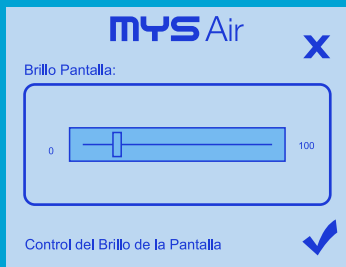 MYS Air
X
Brillo Pantalla:
0
100
Control del Brillo de la Pantalla